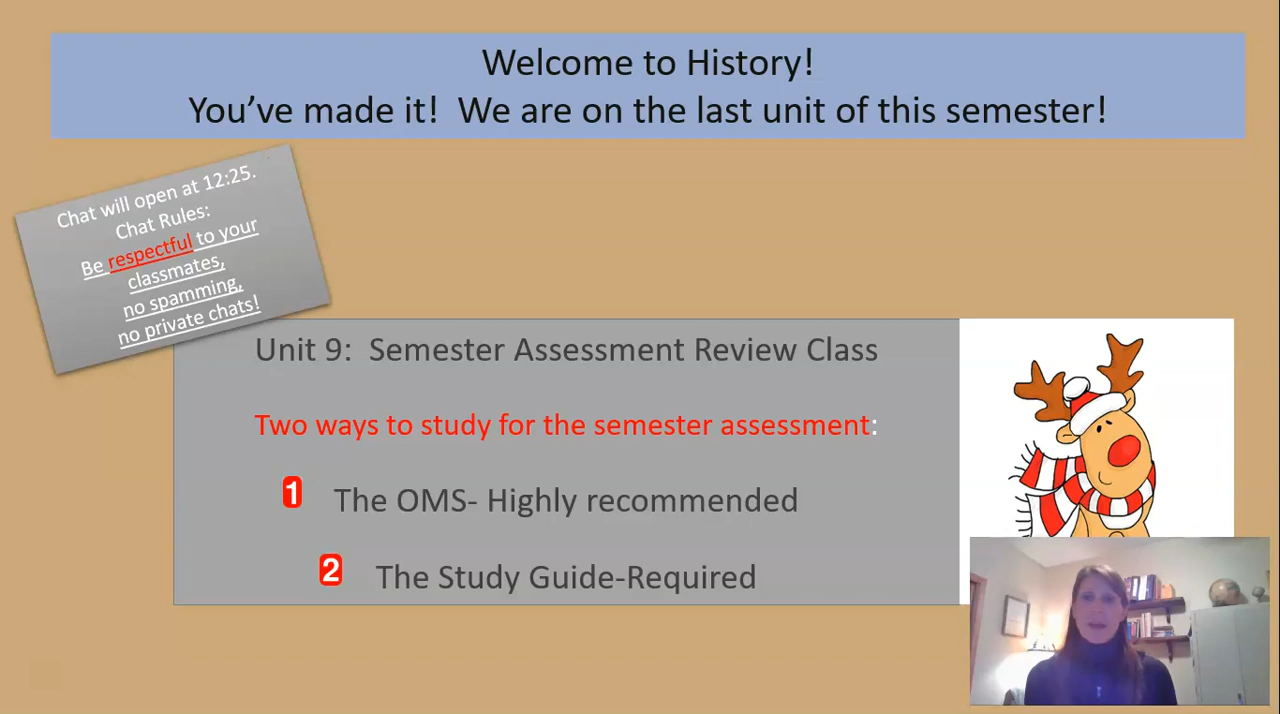 Welcome to History!
You’ve made it!  We are on the last unit of this semester!
Chat will open at 12:25.
Chat Rules:
Be respectful to your
classmates,
no spamming,
no private chats!
Unit 9:  Semester Assessment Review Class
Two ways to study for the semester assessment:
1 The OMS- Highly recommended
2 The Study Guide-Required